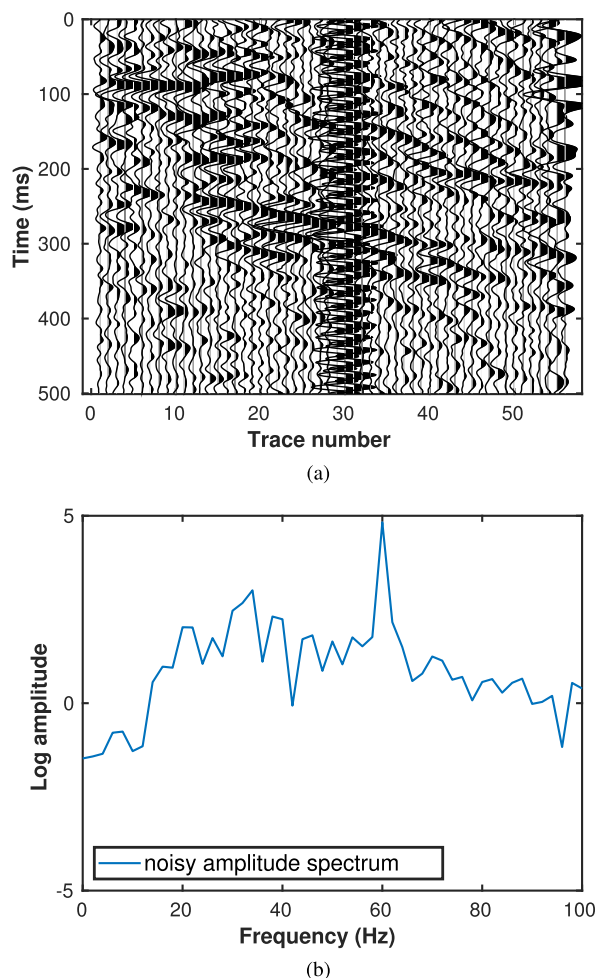 0
100
200
300
400
500
Time (ms)
0 10 20 30 40 50
Trace number
(a)
5
0
-5
Log amplitude
noisy amplitude spectrum
0 20 40 60 80 100
Frequency (Hz)
(b)